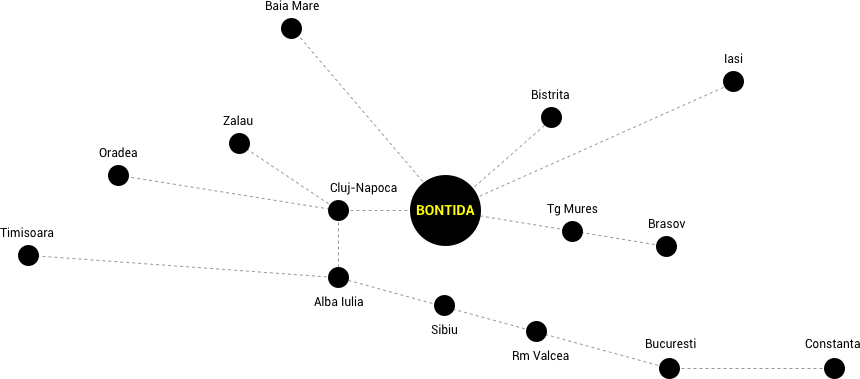 Baia Mare
Iasi
Bistrita
Zalau
Oradea
Cluj-Napoca
BONTIDA
Tg Mures
Brasov
Timisoara
Alba Iulia
Sibiu
Rm Valcea
Bucuresti
Constanta